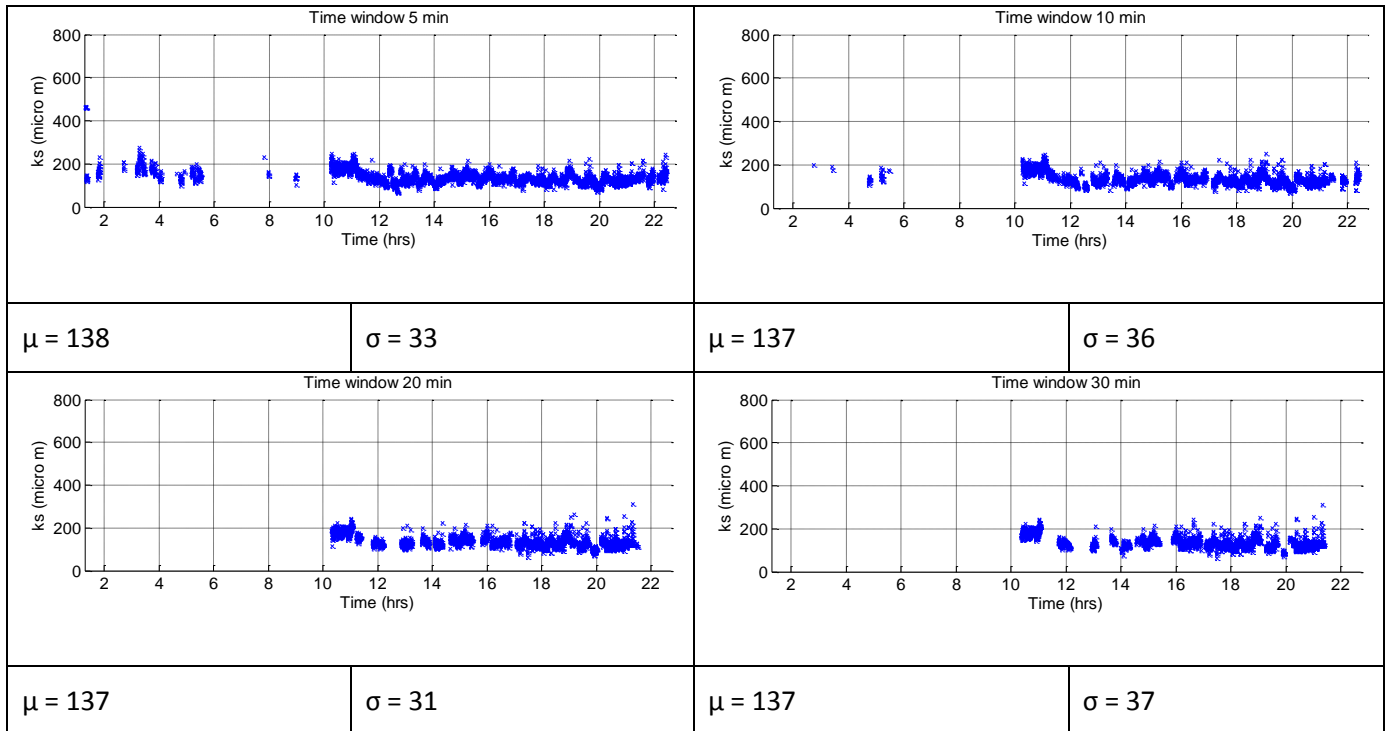 Time window 5 min
800
600
400
200
0
ks (micro m)
2 4 6 8 10 12 14 16 18 20 22
Time (hrs)
Time window 10 min
800
600
400
200
0
ks (micro m)
2 4 6 8 10 12 14 16 18 20 22
Time (hrs)
μ = 138
σ = 33
μ = 137
σ = 36
Time window 20 min
800
600
400
200
0
ks (micro m)
2 4 6 8 10 12 14 16 18 20 22
Time (hrs)
Time window 30 min
800
600
400
200
0
ks (micro m)
2 4 6 8 10 12 14 16 18 20 22
Time (hrs)
μ = 137
σ = 31
μ = 137
σ = 37